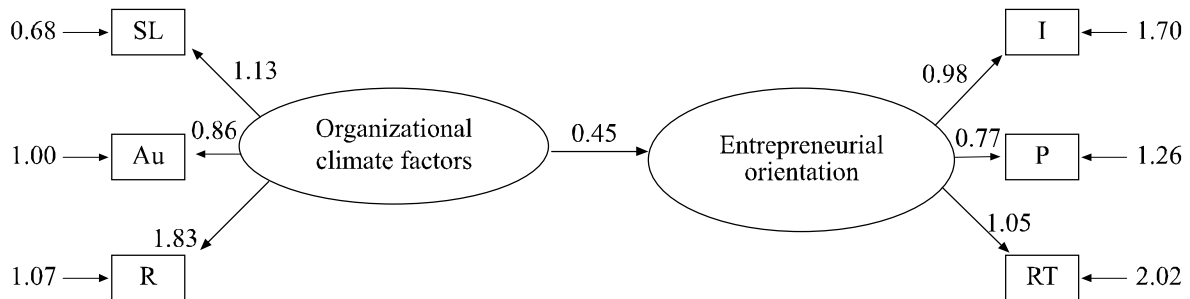 0.68
SL
I
1.70
1.13
0.98
Organizational
climate factors
0.45
Entrepreneurial
orientation
1.00
Au
0.86
0.77
P
1.26
1.83
1.05
1.07
R
RT
2.02